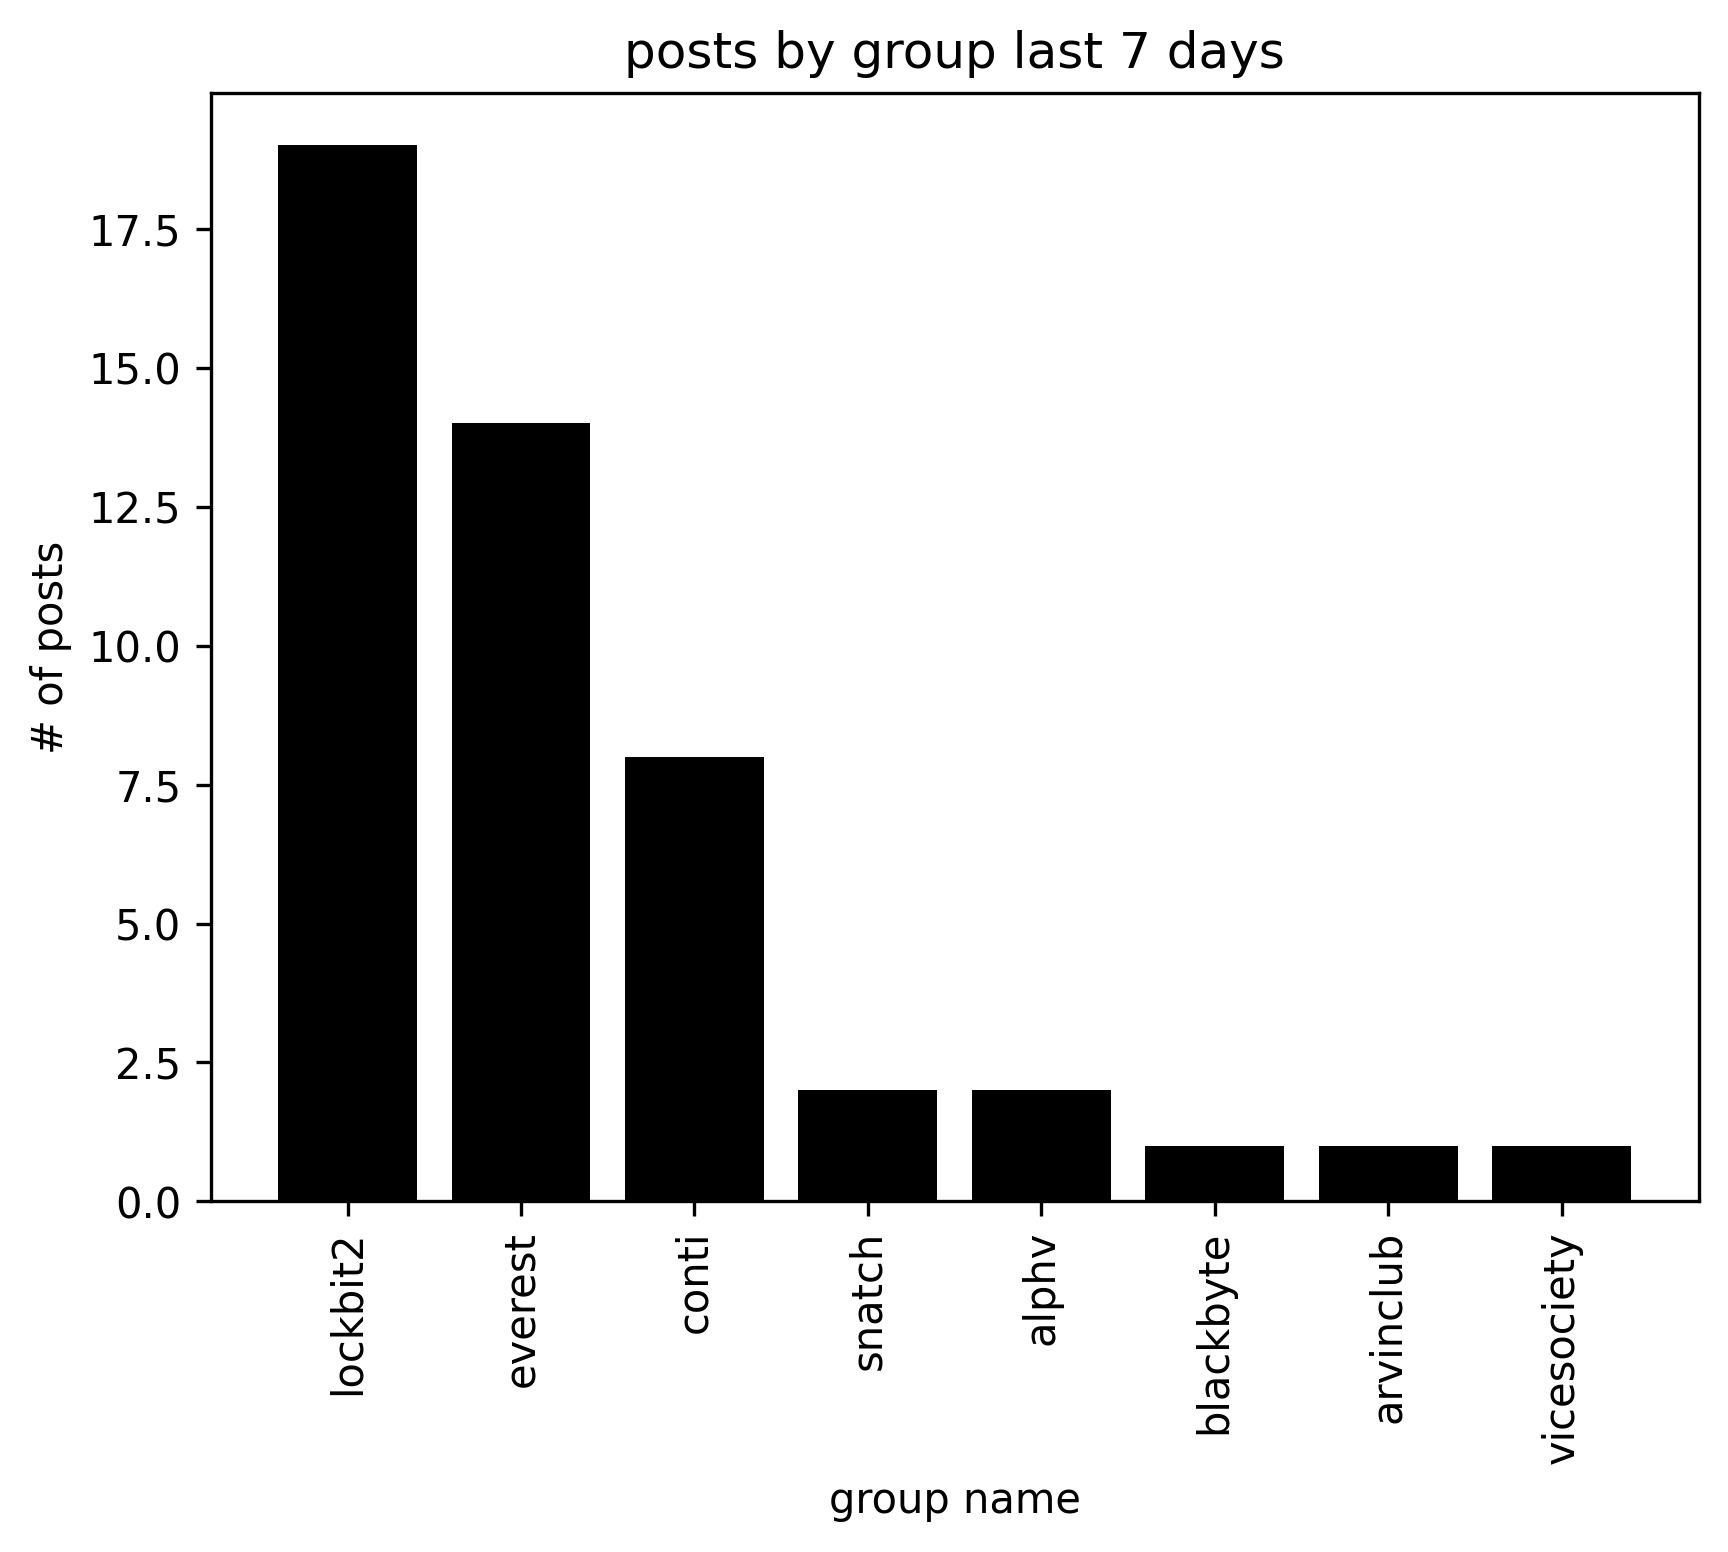 posts by group last 7 days
# of posts
17.5
15.0
12.5
10.0
7.5
5.0
2.5
0.0
lockbit2
everest
conti
snatch
alphv
blackbyte
arvinclub
vicesociety
group name